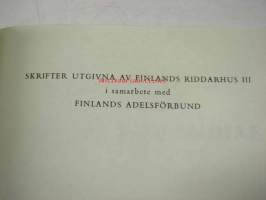 SKRIFTER UTGIVNA AV FINLANDS RIDDARHUS III
i samarbete med
FINLANDS ADELSFÖRBUND